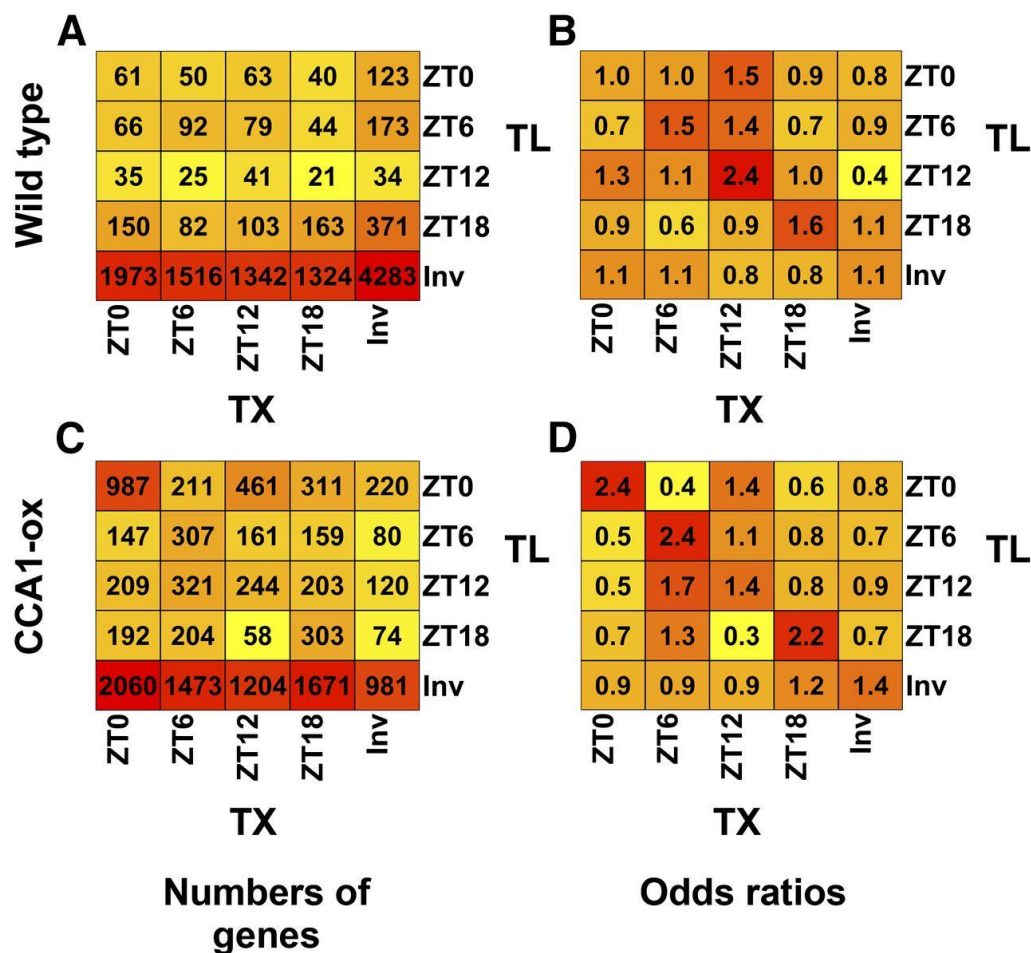 A
B
61 50 63 40 123 ZT0
66 92 79 44 173 ZT6
35 25 41 21 34 ZT12
150 82 103 163 371 ZT18
1973 1516 1342 1324 4283 Inv
ZT0 ZT6 ZT12 ZT18 Inv
TX
TL
Wild type
1.0 1.0 1.5 0.9 0.8 ZT0
0.7 1.5 1.4 0.7 0.9 ZT6
1.3 1.1 2.4 1.0 0.4 ZT12
0.9 0.6 0.9 1.6 1.1 ZT18
1.1 1.1 0.8 0.8 1.1 Inv
ZT0 ZT6 ZT12 ZT18 Inv
TX
TL
C
D
987 211 461 311 220 ZT0
147 307 161 159 80 ZT6
209 321 244 203 120 ZT12
192 204 58 303 74 ZT18
2060 1473 1204 1671 981 Inv
ZT0 ZT6 ZT12 ZT18 Inv
TX
TL
CCA1-ox
2.4 0.4 1.4 0.6 0.8 ZT0
0.5 2.4 1.1 0.8 0.7 ZT6
0.5 1.7 1.4 0.8 0.9 ZT12
0.7 1.3 0.3 2.2 0.7 ZT18
0.9 0.9 0.9 1.2 1.4 Inv
ZT0 ZT6 ZT12 ZT18 Inv
TX
TL
Numbers of
genes
Odds ratios